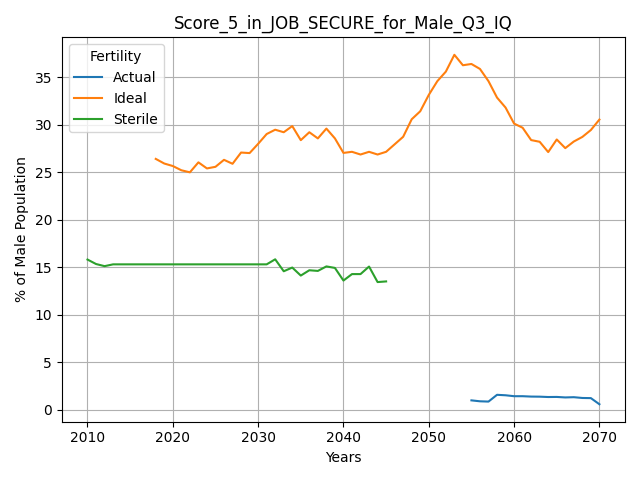 Score_5_in_JOB_SECURE_for_Male_Q3_IQ
Fertility
Actual
Ideal
Sterile
% of Male Population
35
30
25
20
15
10
5
0
2010 2020 2030 2040 2050 2060 2070
Years